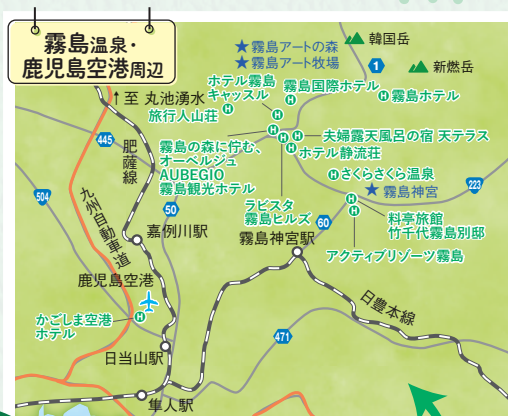 霧島温泉・
鹿児島空港周辺
★霧島アートの森
★霧島アート牧場
韓国岳
新燃岳
1
↑至 丸池湧水
旅行人山荘
ホテル霧島
キャッスル
霧島国際ホテル
霧島ホテル
445
肥薩線
霧島の森に佇む、
オーベルジュ
AUBEGIO
霧島観光ホテル
夫婦露天風呂の宿 天テラス
ホテル静流荘
さくらさくら温泉
★霧島神宮
223
504
九州自動車道
50
ラビスタ
霧島ヒルズ
60
料亭旅館
竹千代霧島別邸
嘉例川駅
霧島神宮駅
アクティブリゾーツ霧島
鹿児島空港
かごしま空港
ホテル
日豊本線
471
日当山駅
隼人駅